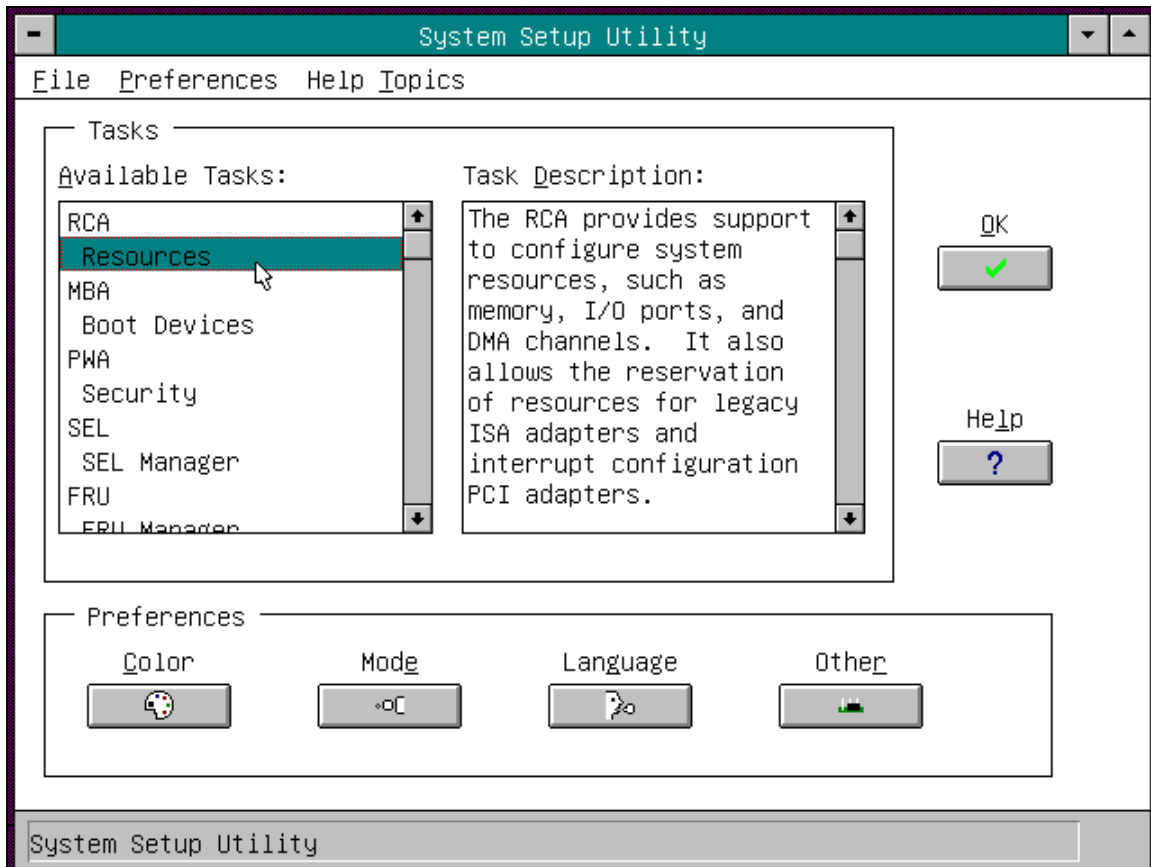 System Setup Utility
File Preferences Help Topics
Tasks
Available Tasks:
RCA
Resources
MBA
Boot Devices
PWA
Security
SEL
SEL Manager
FRU
FRU Manager
Task Description:
The RCA provides support
to configure system
resources, such as
memory, I/O ports, and
DMA channels. It also
allows the reservation
of resources for legacy
ISA adapters and
interrupt configuration
PCI adapters.
OK
Help
?
Preferences
Color Mode Language Other
System Setup Utility